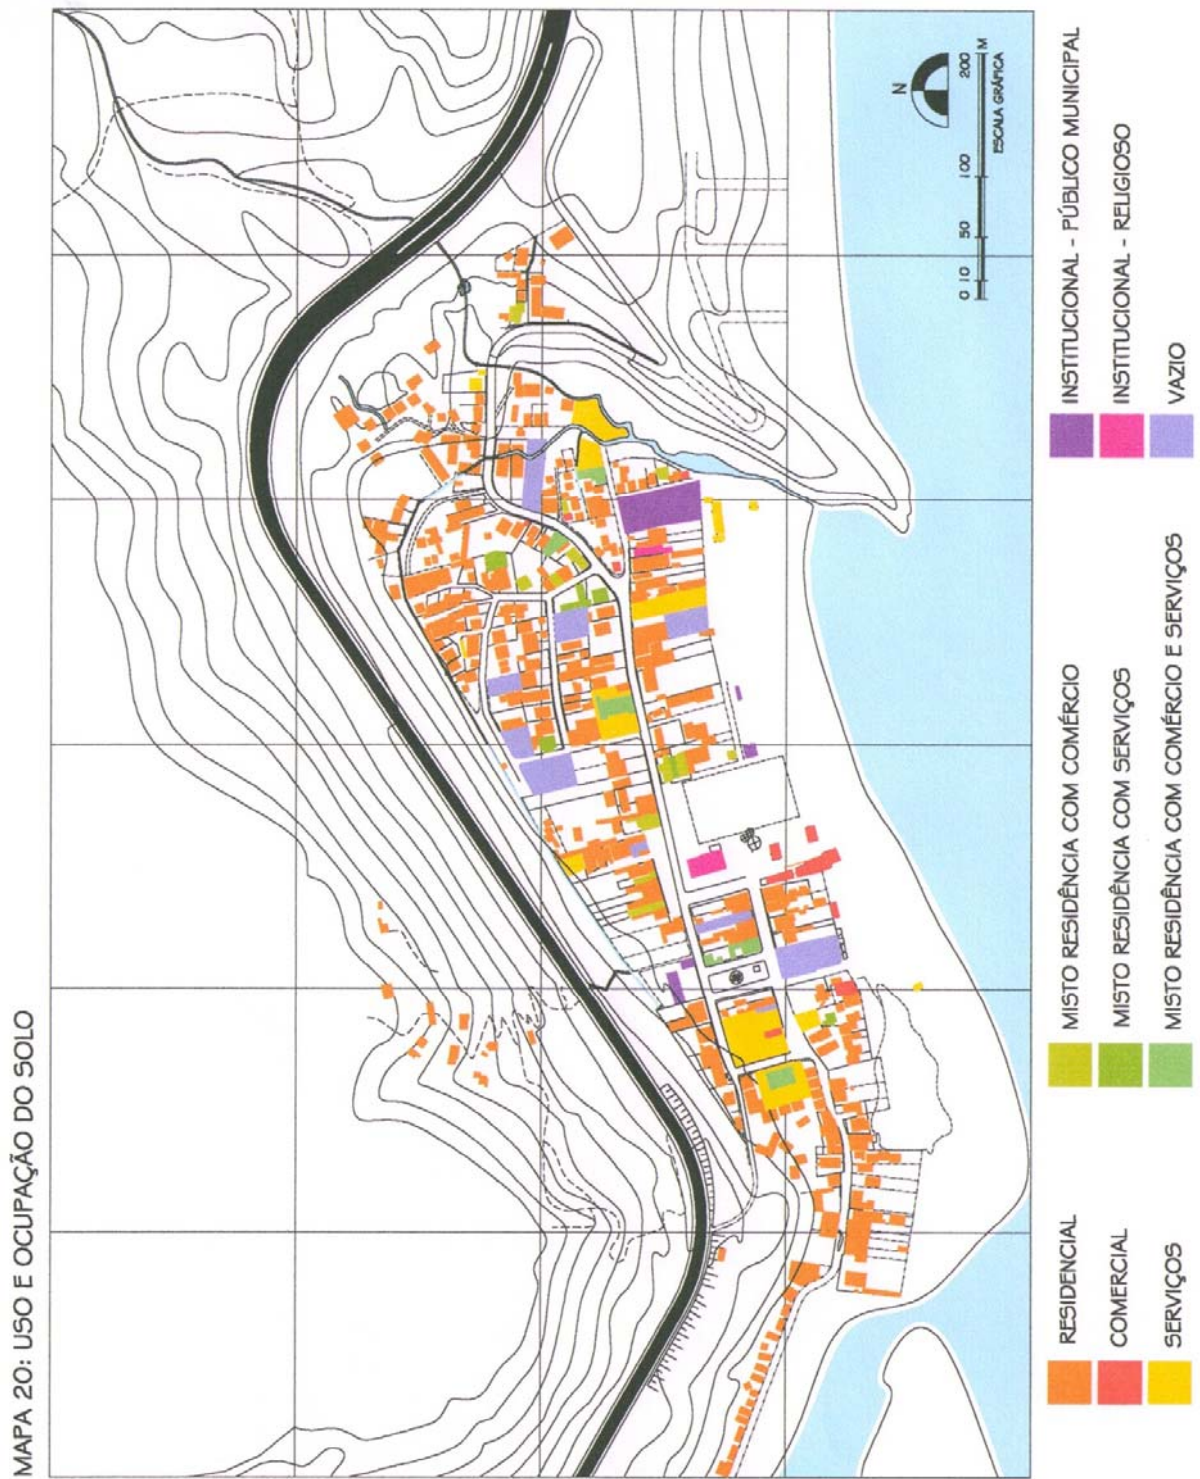 MAPA 20: USO E OCUPAÇÃO DO SOLO
N
0 10 50 100 200 M
ESCALA GRÁFICA
RESIDENCIAL
COMERCIAL
SERVIÇOS
MISTO RESIDÊNCIA COM COMÉRCIO
MISTO RESIDÊNCIA COM SERVIÇOS
MISTO RESIDÊNCIA COM COMÉRCIO E SERVIÇOS
INSTITUCIONAL - PÚBLICO MUNICIPAL
INSTITUCIONAL - RELIGIOSO
VAZIO